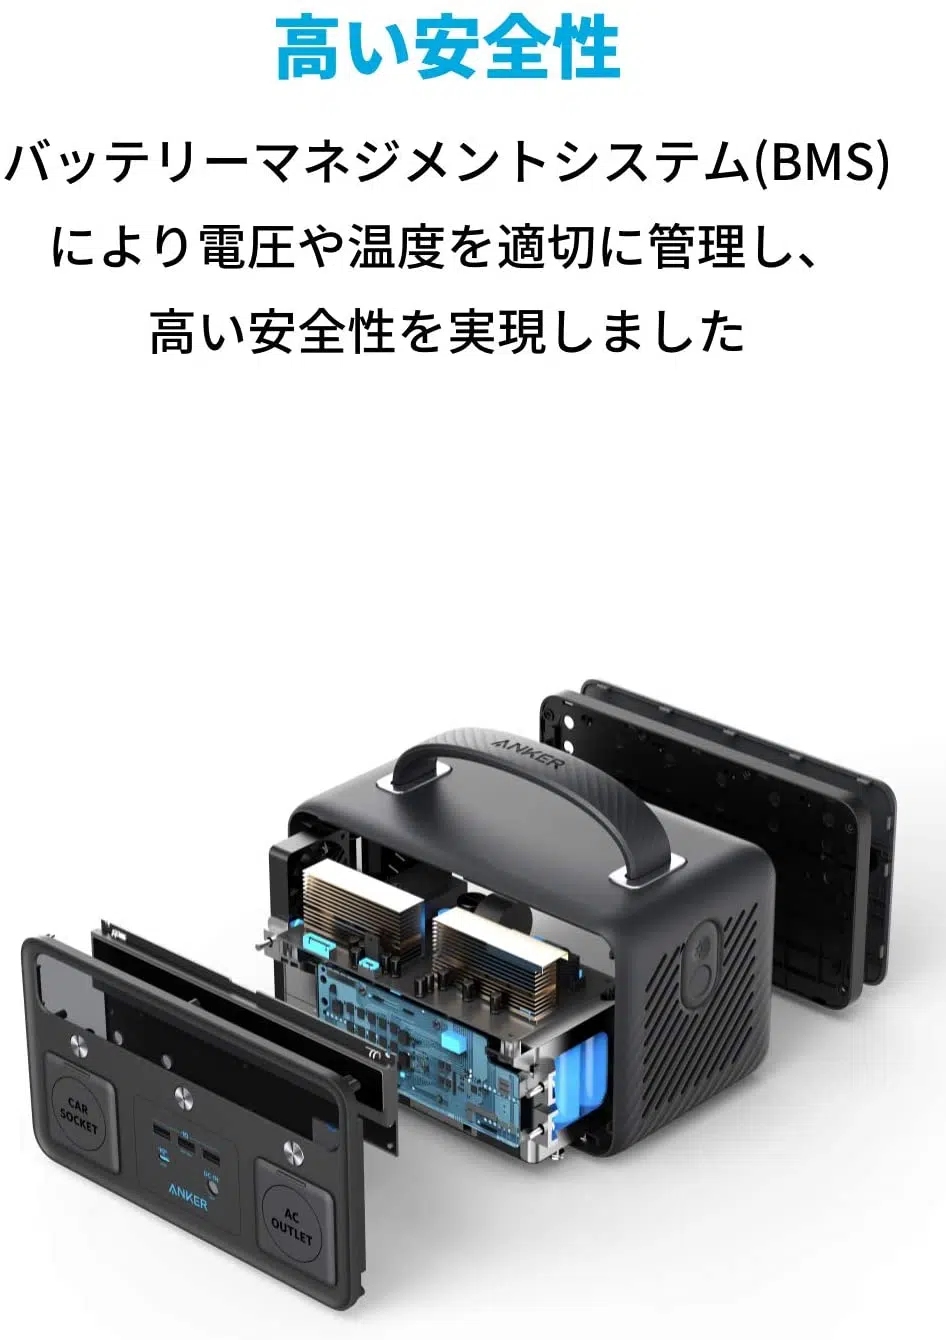 高い安全性
バッテリーマネジメントシステム(BMS)
により電圧や温度を適切に管理し、
高い安全性を実現しました
ANKER
CAR
SOCKET
DC IN
ANKER
AC
OUTLET